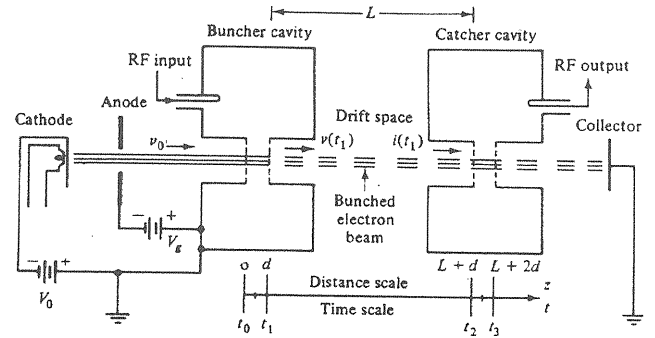 L
Buncher cavity
Catcher cavity
RF input
RF output
Anode
Drift space
Cathode
Collector
v₀
v(t₁)
i(t₁)
Bunched
electron
beam
− +
V_g
− +
V₀
o d
L + d
L + 2d
Distance scale
z
Time scale
t
t₀ t₁
t₂ t₃